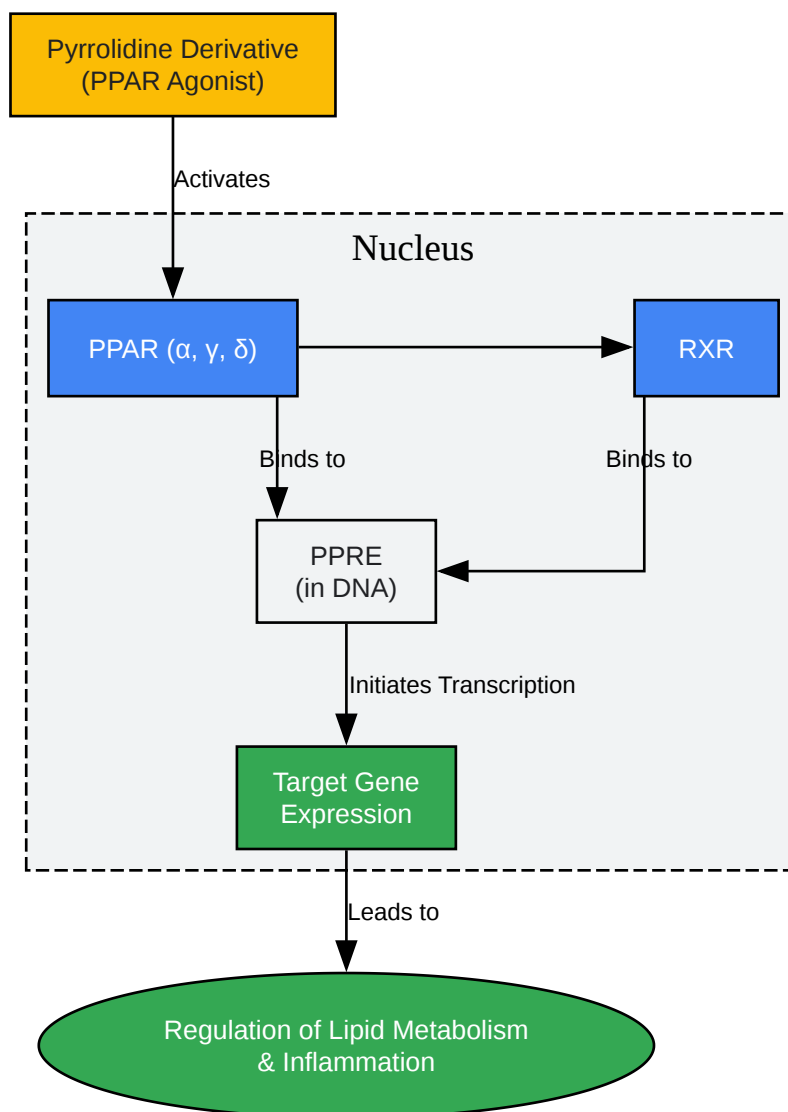 Pyrrolidine Derivative
(PPAR Agonist)
Activates
Nucleus
PPAR (α, γ, δ)
RXR
Binds to
Binds to
PPRE
(in DNA)
Initiates Transcription
Target Gene
Expression
Leads to
Regulation of Lipid Metabolism
& Inflammation